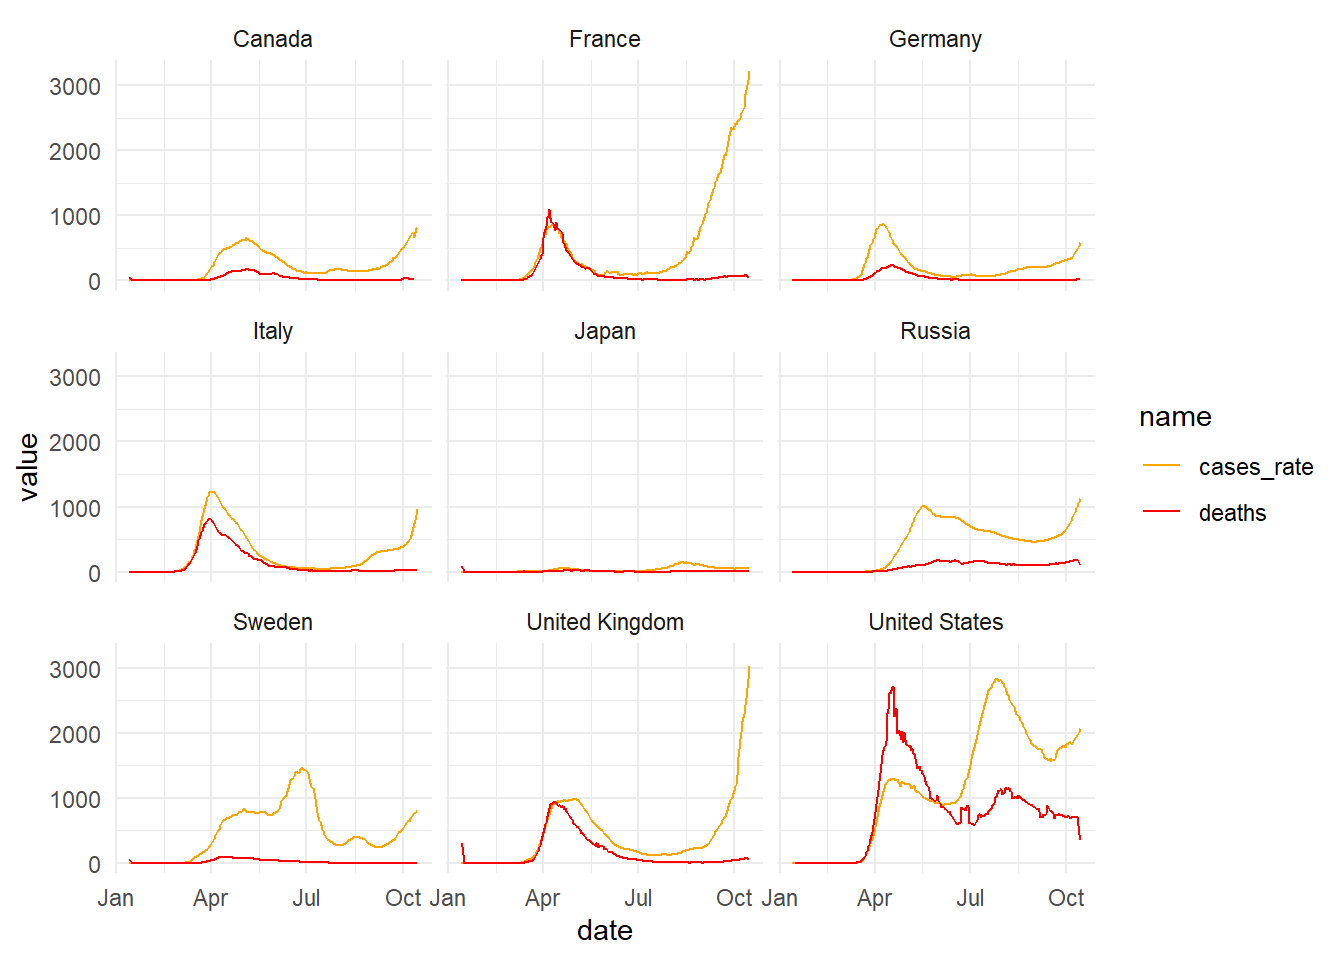 Canada France Germany
3000
2000
1000
0
Italy Japan Russia
3000
2000
1000
0
Sweden United Kingdom United States
3000
2000
1000
0
Jan Apr Jul Oct Jan Apr Jul Oct Jan Apr Jul Oct
date
value
name
cases_rate
deaths